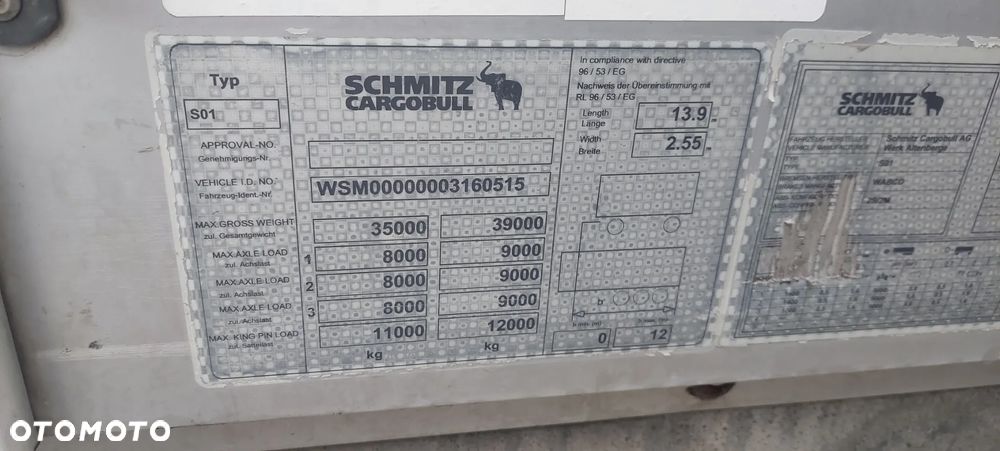 Typ
S01
SCHMITZ
CARGOBULL
In compliance with directive
96 / 53 / EG
Nachweis der Übereinstimmung mit
RL 96 / 53 / EG
Length
Länge
13.9
m
Width
Breite
2.55
m
APPROVAL-NO.
Genehmigungs-Nr.
VEHICLE I.D. NO.
Fahrzeug-Ident.-Nr.
WSM00000003160515
MAX.GROSS WEIGHT
zul. Gesamtgewicht
35000 39000
MAX.AXLE LOAD
zul. Achslast
1 8000 9000
MAX.AXLE LOAD
zul. Achslast
2 8000 9000
MAX.AXLE LOAD
zul. Achslast
3 8000 9000
MAX. KING PIN LOAD
zul. Sattellast
11000 12000
kg kg
b
0 12
SCHMITZ
CARGOBULL
Schmitz Cargobull AG
Werk Altenberge
S01
WABCO
OTOMOTO